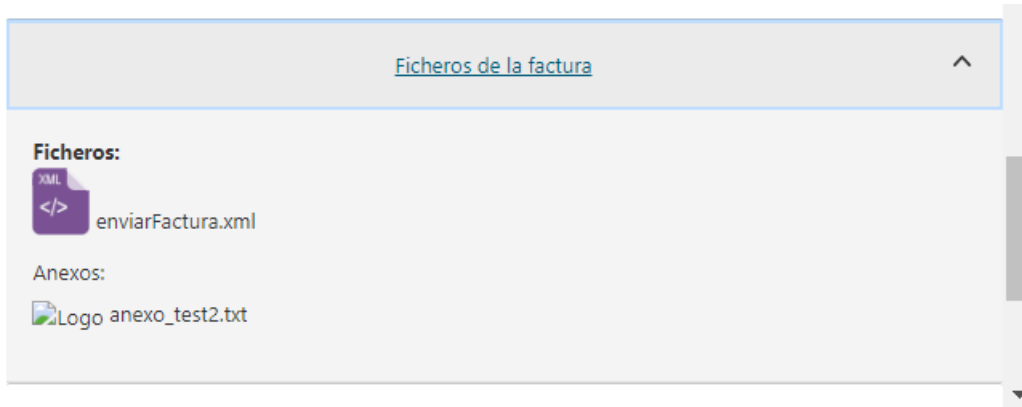 Ficheros de la factura
Ficheros:
XML
</>
enviarFactura.xml
Anexos:
Logo anexo_test2.txt